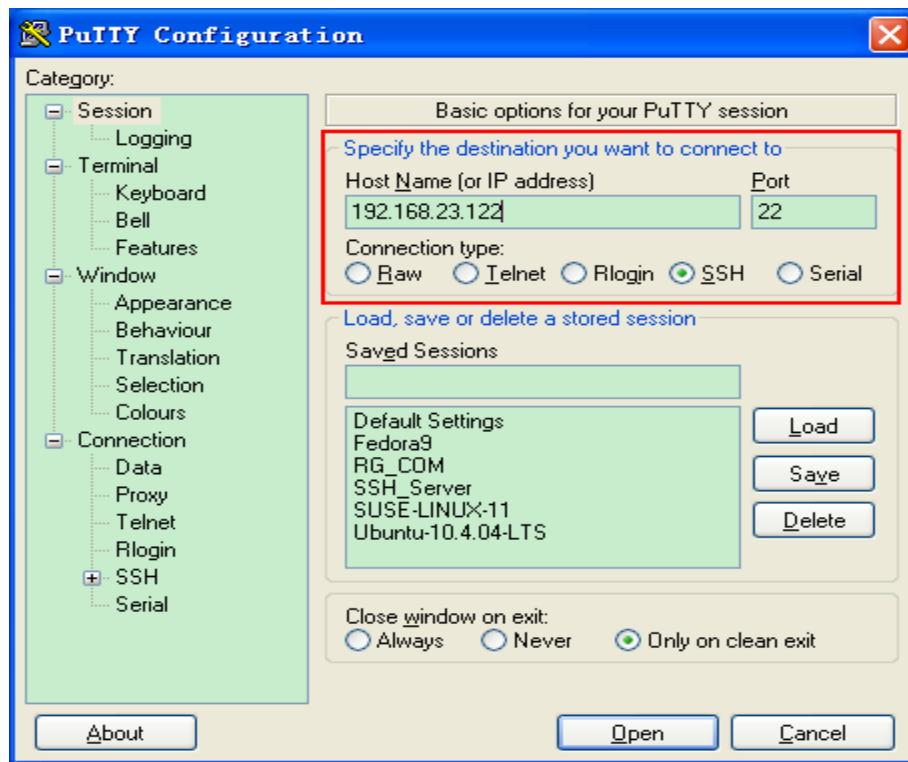 PuTTY Configuration
Category:
Session
Logging
Terminal
Keyboard
Bell
Features
Window
Appearance
Behaviour
Translation
Selection
Colours
Connection
Data
Proxy
Telnet
Rlogin
SSH
Serial
Basic options for your PuTTY session
Specify the destination you want to connect to
Host Name (or IP address) Port
192.168.23.122 22
Connection type:
Raw Telnet Rlogin SSH Serial
Load, save or delete a stored session
Saved Sessions
Default Settings
Fedora9
RG_COM
SSH_Server
SUSE-LINUX-11
Ubuntu-10.4.04-LTS
Load
Save
Delete
Close window on exit:
Always Never Only on clean exit
About Open Cancel